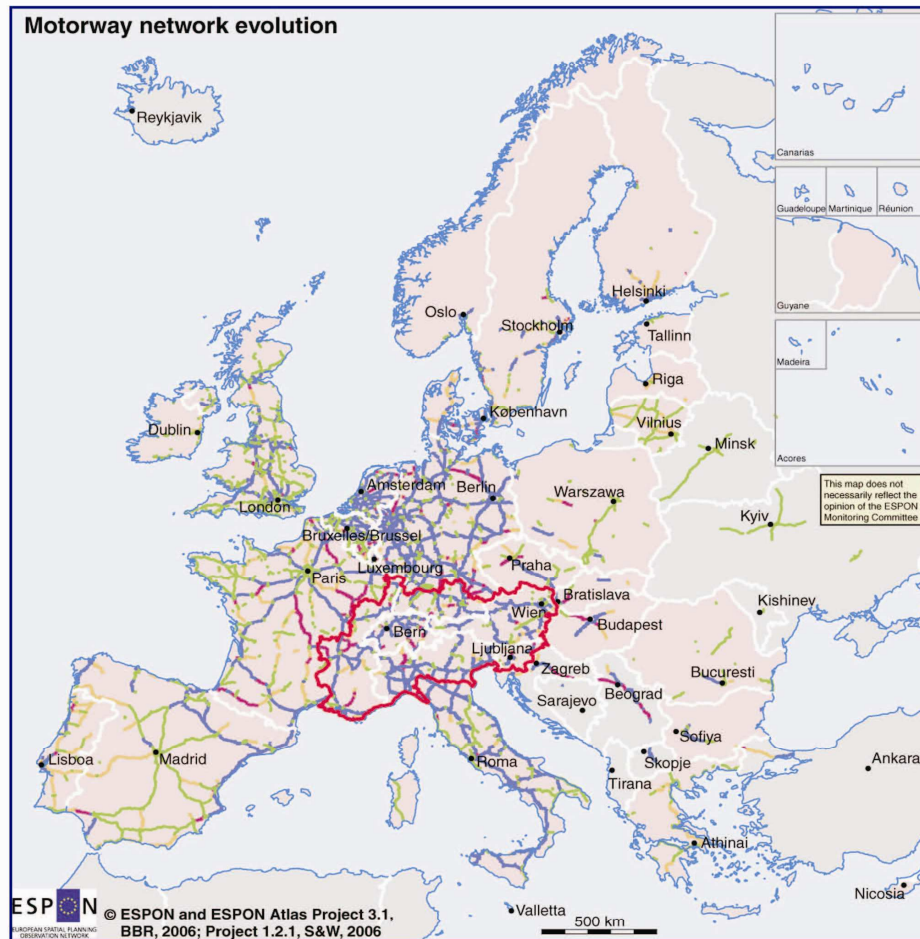 Motorway network evolution
Reykjavik
Canarias
Guadeloupe
Martinique
Réunion
Guyane
Helsinki
Oslo
Stockholm
Tallinn
Madeira
Riga
København
Vilnius
Dublin
Minsk
Acores
Amsterdam
Berlin
Warszawa
London
This map does not
necessarily reflect the
opinion of the ESPON
Monitoring Committee
Kyiv
Bruxelles/Brussel
Luxembourg
Praha
Paris
Bratislava
Wien
Kishinev
Budapest
Bern
Ljubljana
Zagreb
Beograd
Bucuresti
Sarajevo
Sofiya
Lisboa
Madrid
Roma
Skopje
Ankara
Tirana
Athinai
Nicosia
ESPON
EUROPEAN SPATIAL PLANNING
OBSERVATION NETWORK
© ESPON and ESPON Atlas Project 3.1,
BBR, 2006; Project 1.2.1, S&W, 2006
Valletta
500 km